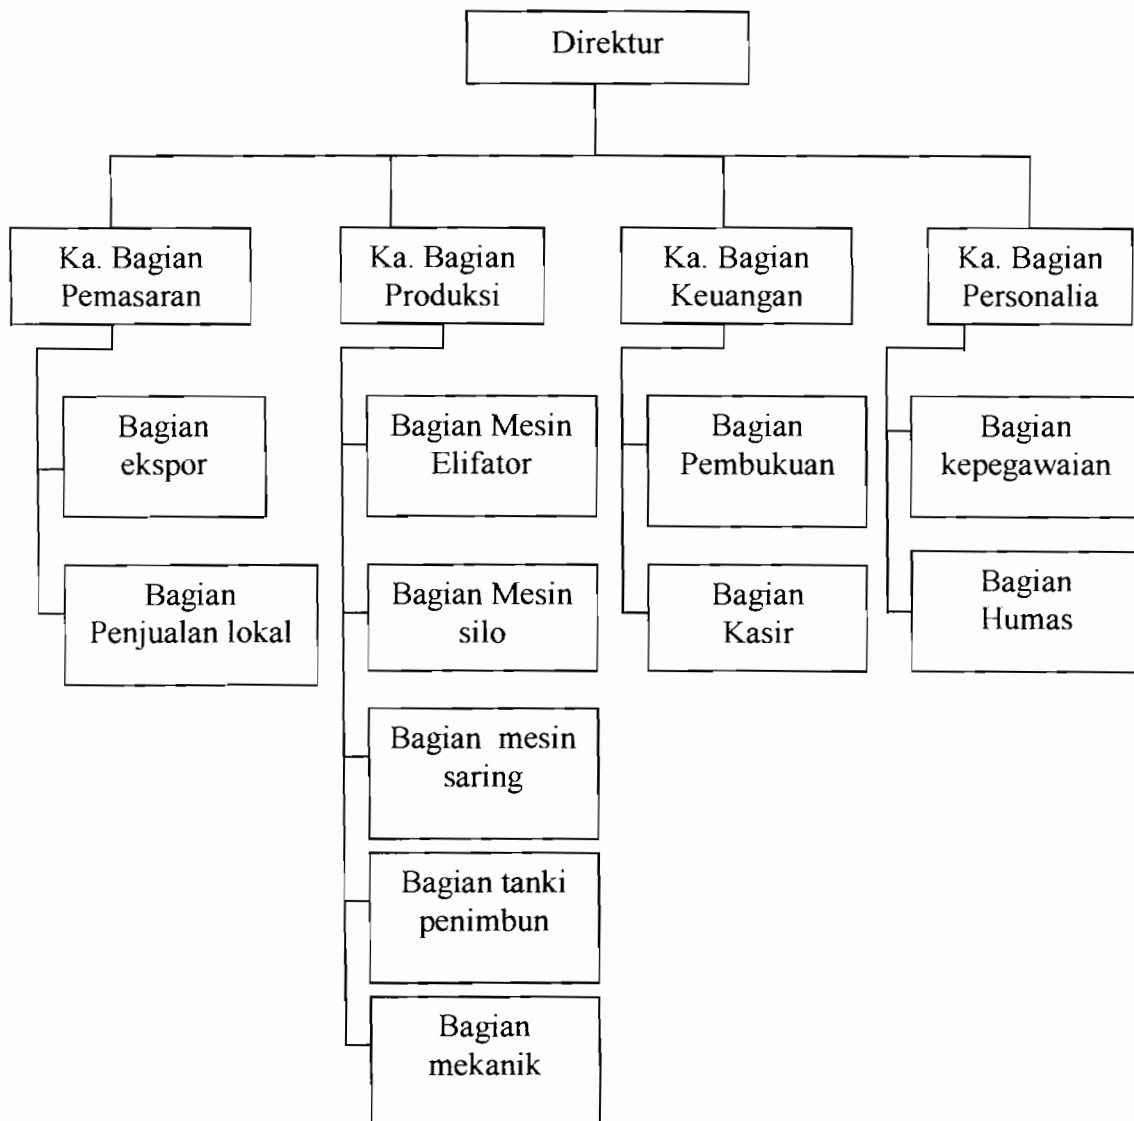 Direktur
Ka. Bagian
Pemasaran
Ka. Bagian
Produksi
Ka. Bagian
Keuangan
Ka. Bagian
Personalia
Bagian
ekspor
Bagian Mesin
Elifator
Bagian
Pembukuan
Bagian
kepegawaian
Bagian
Penjualan lokal
Bagian Mesin
silo
Bagian
Kasir
Bagian
Humas
Bagian mesin
saring
Bagian tanki
penimbun
Bagian
mekanik